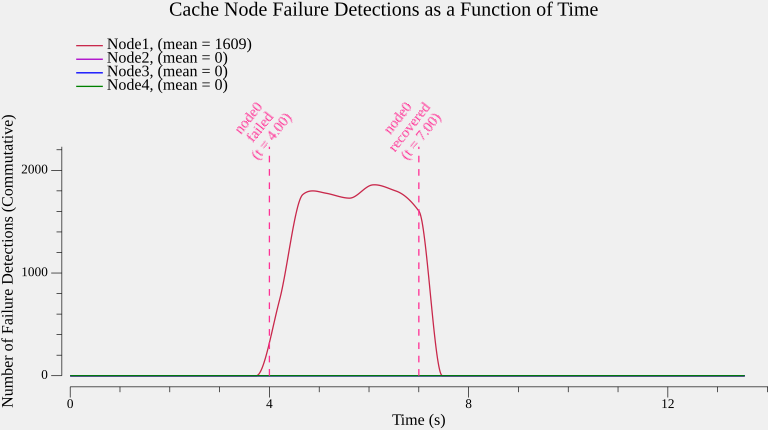 Cache Node Failure Detections as a Function of Time
Node1, (mean = 1609)
Node2, (mean = 0)
Node3, (mean = 0)
Node4, (mean = 0)
node0
failed
(t = 4.00)
node0
recovered
(t = 7.00)
Number of Failure Detections (Commutative)
2000
1000
0
0
4
8
12
Time (s)